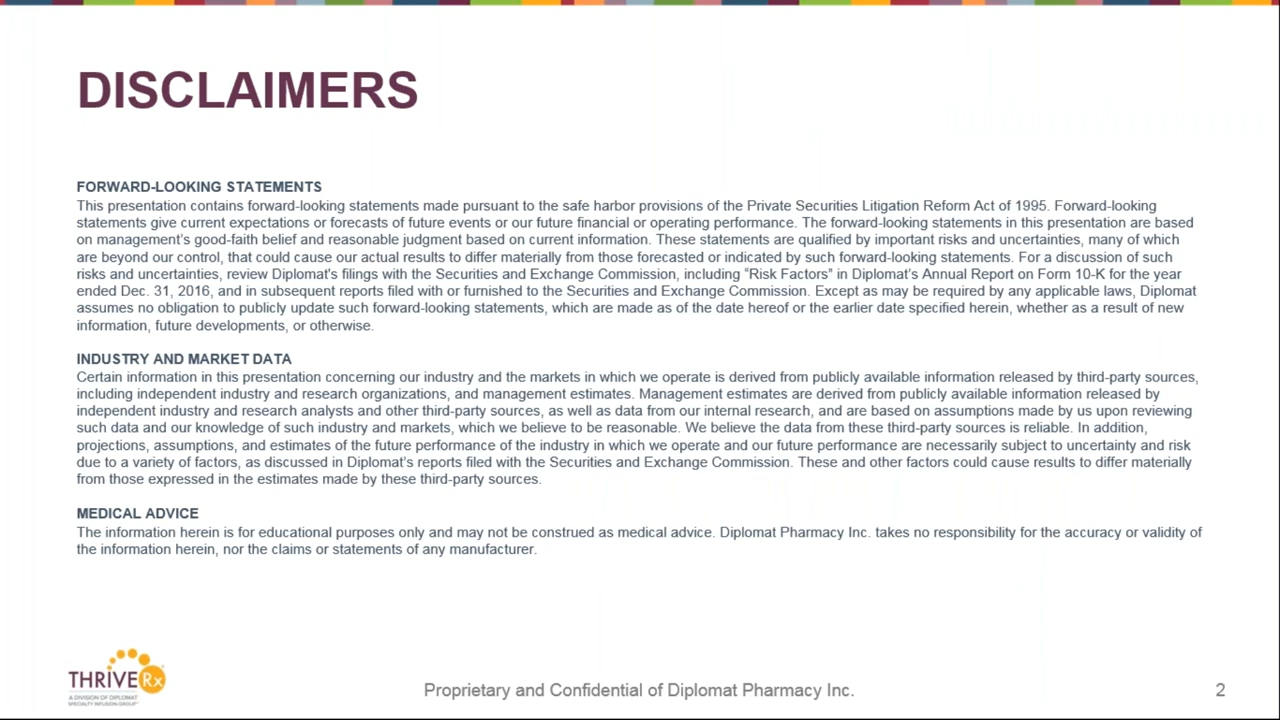 DISCLAIMERS
FORWARD-LOOKING STATEMENTS
This presentation contains forward-looking statements made pursuant to the safe harbor provisions of the Private Securities Litigation Reform Act of 1995. Forward-looking
statements give current expectations or forecasts of future events or our future financial or operating performance. The forward-looking statements in this presentation are based
on management's good-faith belief and reasonable judgment based on current information. These statements are qualified by important risks and uncertainties, many of which
are beyond our control, that could cause our actual results to differ materially from those forecasted or indicated by such forward-looking statements. For a discussion of such
risks and uncertainties, review Diplomat's filings with the Securities and Exchange Commission, including “Risk Factors” in Diplomat's Annual Report on Form 10-K for the year
ended Dec. 31, 2016, and in subsequent reports filed with or furnished to the Securities and Exchange Commission. Except as may be required by any applicable laws, Diplomat
assumes no obligation to publicly update such forward-looking statements, which are made as of the date hereof or the earlier date specified herein, whether as a result of new
information, future developments, or otherwise.
INDUSTRY AND MARKET DATA
Certain information in this presentation concerning our industry and the markets in which we operate is derived from publicly available information released by third-party sources,
including independent industry and research organizations, and management estimates. Management estimates are derived from publicly available information released by
independent industry and research analysts and other third-party sources, as well as data from our internal research, and are based on assumptions made by us upon reviewing
such data and our knowledge of such industry and markets, which we believe to be reasonable. We believe the data from these third-party sources is reliable. In addition,
projections, assumptions, and estimates of the future performance of the industry in which we operate and our future performance are necessarily subject to uncertainty and risk
due to a variety of factors, as discussed in Diplomat's reports filed with the Securities and Exchange Commission. These and other factors could cause results to differ materially
from those expressed in the estimates made by these third-party sources.
MEDICAL ADVICE
The information herein is for educational purposes only and may not be construed as medical advice. Diplomat Pharmacy Inc. takes no responsibility for the accuracy or validity of
the information herein, nor the claims or statements of any manufacturer.
THRIVE Rx
A DIVISION OF DIPLOMAT
SPECIALTY INFUSION GROUP
Proprietary and Confidential of Diplomat Pharmacy Inc.
2